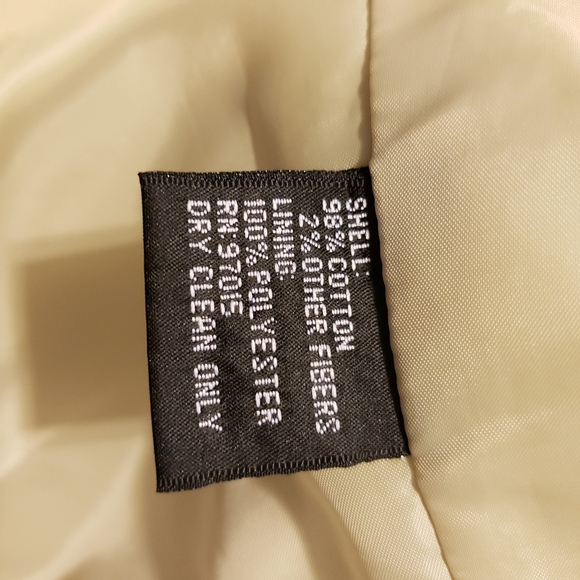 SHELL:
98% COTTON
2% OTHER FIBERS
LINING:
100% POLYESTER
RN:97015
DRY CLEAN ONLY